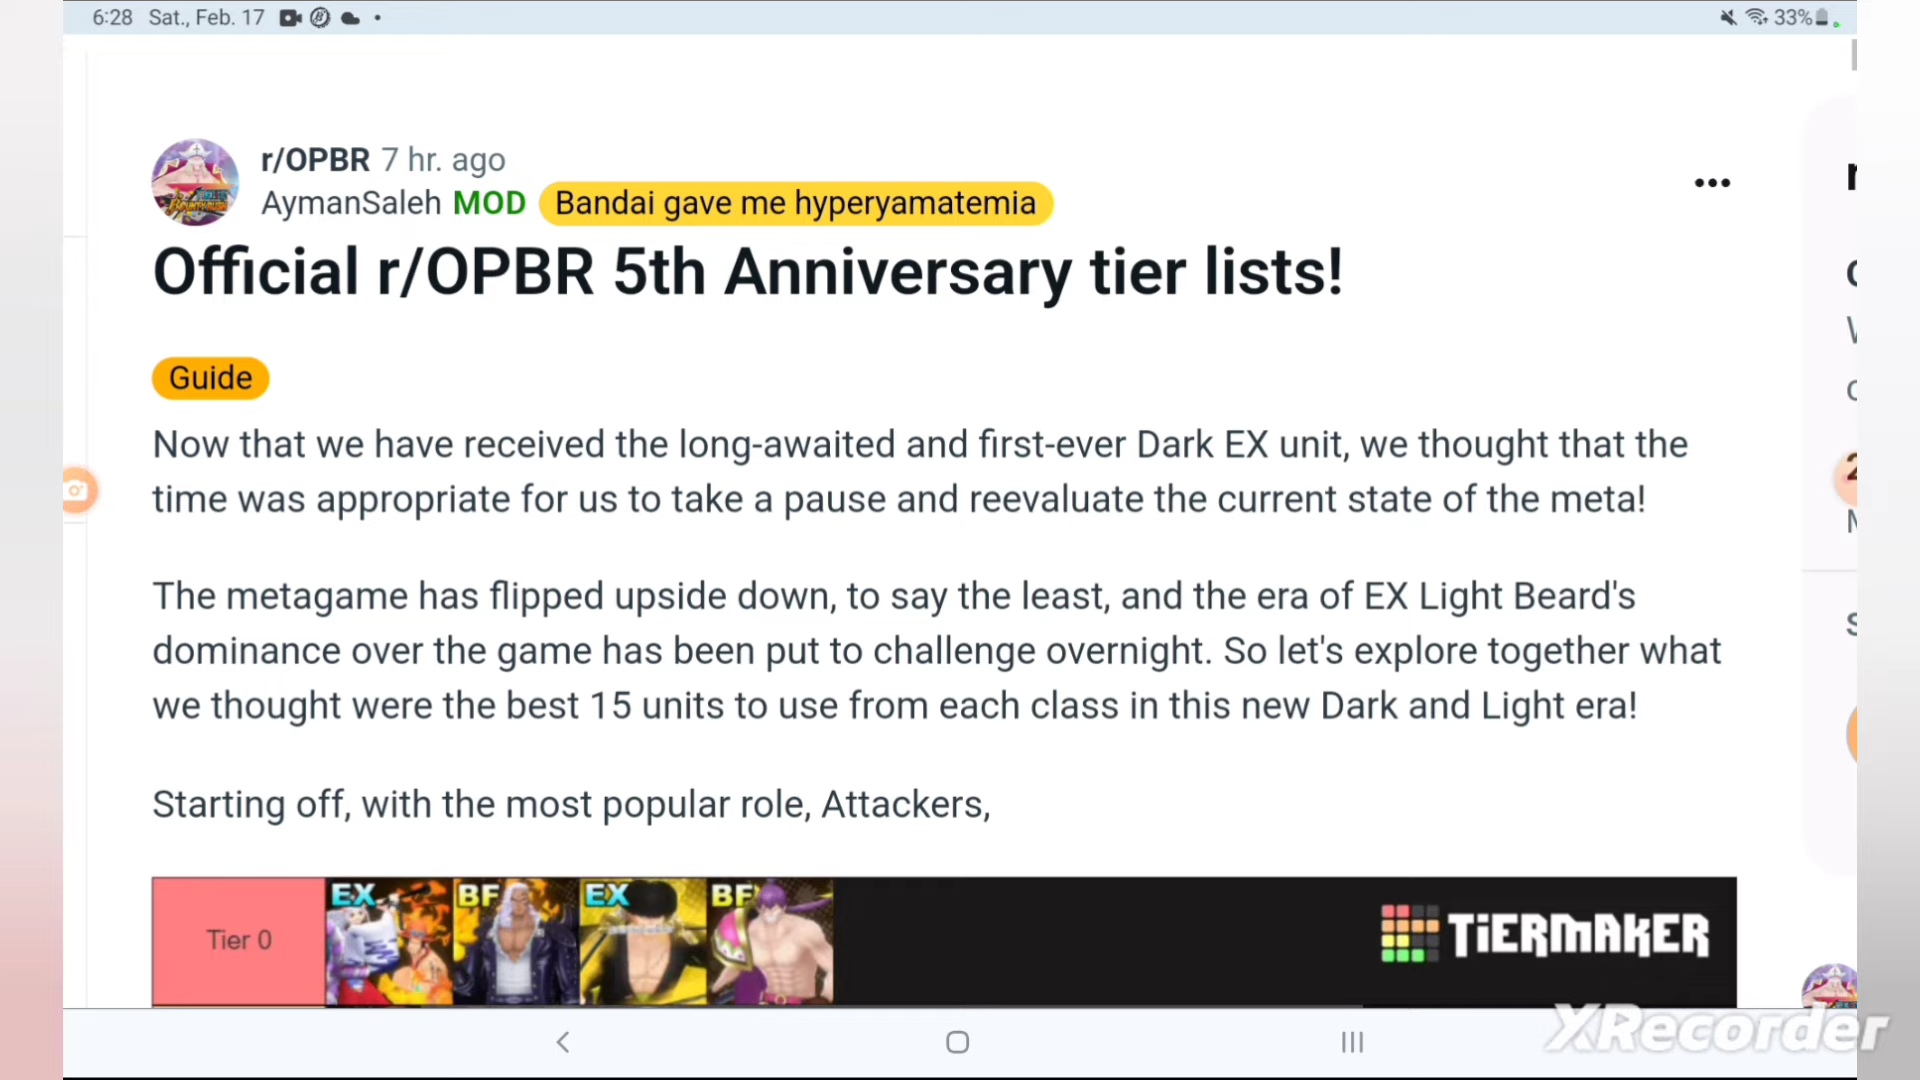 6:28 Sat., Feb. 17
33%
r/OPBR 7 hr. ago
AymanSaleh MOD Bandai gave me hyperyamatemia
Official r/OPBR 5th Anniversary tier lists!
Guide
Now that we have received the long-awaited and first-ever Dark EX unit, we thought that the
time was appropriate for us to take a pause and reevaluate the current state of the meta!
The metagame has flipped upside down, to say the least, and the era of EX Light Beard's
dominance over the game has been put to challenge overnight. So let's explore together what
we thought were the best 15 units to use from each class in this new Dark and Light era!
Starting off, with the most popular role, Attackers,
Tier 0
EX BF EX BF
TiERMAKER
XRecorder